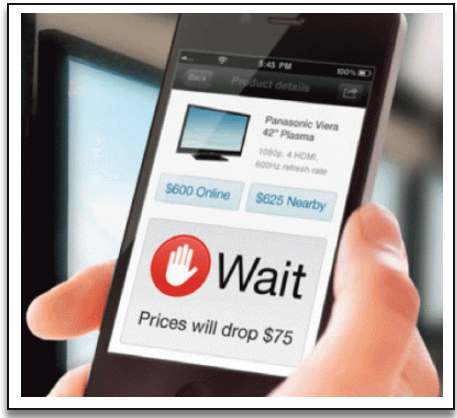 5:45 PM
100%
Back
Product details
Panasonic Viera
42" Plasma
1080p, 4 HDMI,
600Hz refresh rate
$600 Online
$625 Nearby
Wait
Prices will drop $75